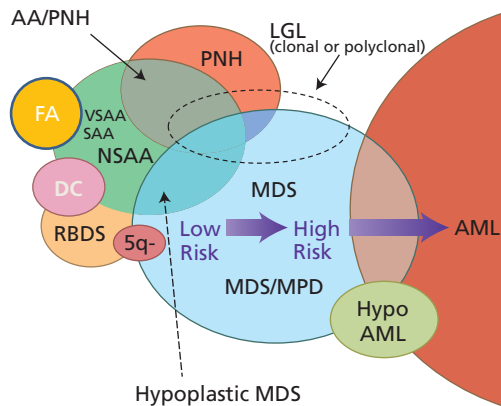 AA/PNH
LGL
(clonal or polyclonal)
PNH
FA
VSAA
SAA
NSAA
DC
MDS
RBDS
5q-
Low
Risk
High
Risk
AML
MDS/MPD
Hypo
AML
Hypoplastic MDS